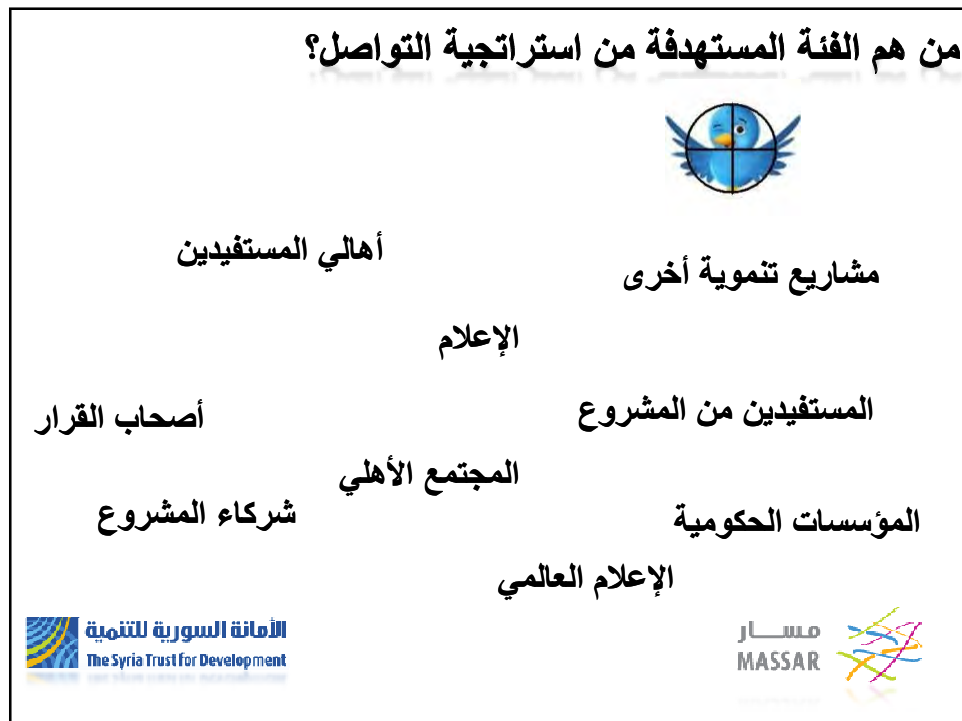 من هم الفئة المستهدفة من استراتجية التواصل؟
أهالي المستفيدين
مشاريع تنموية أخرى
الإعلام
المستفيدين من المشروع
أصحاب القرار
المجتمع الأهلي
شركاء المشروع
المؤسسات الحكومية
الإعلام العالمي
الأمانة السورية للتنمية
The Syria Trust for Development
مســـار
MASSAR